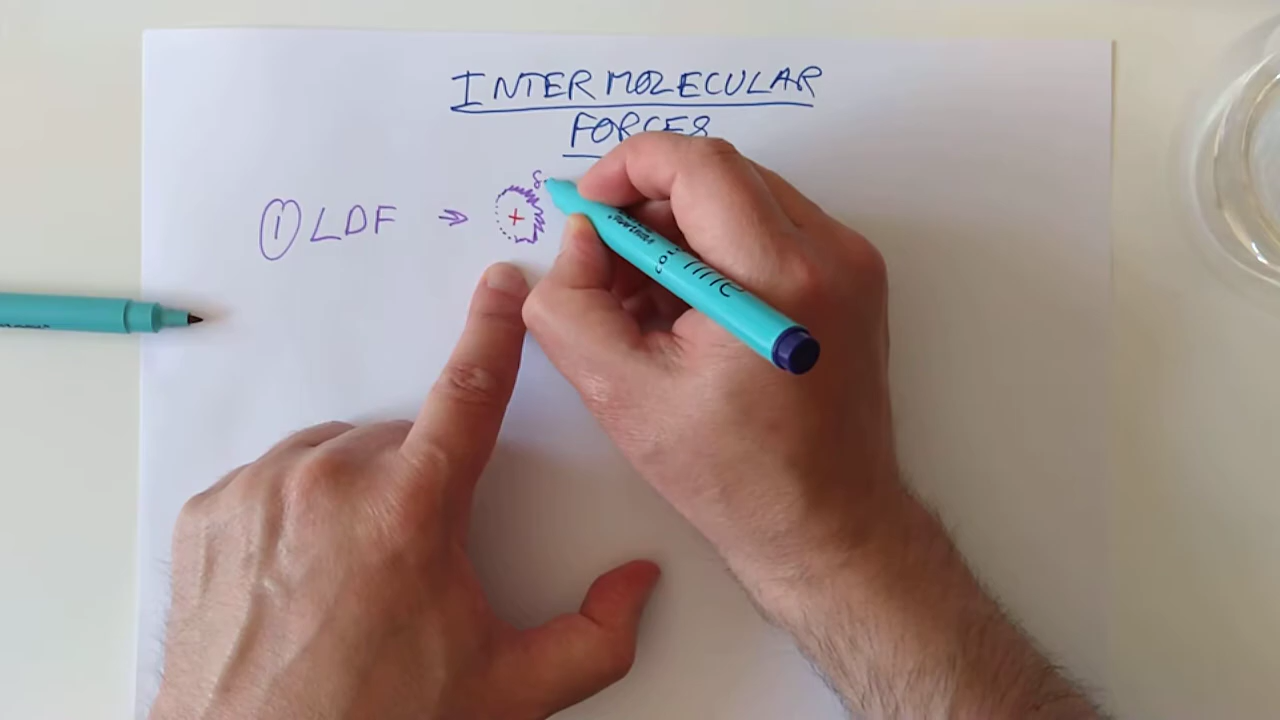 INTERMOLECULAR
FORCES
① LDF → + δ